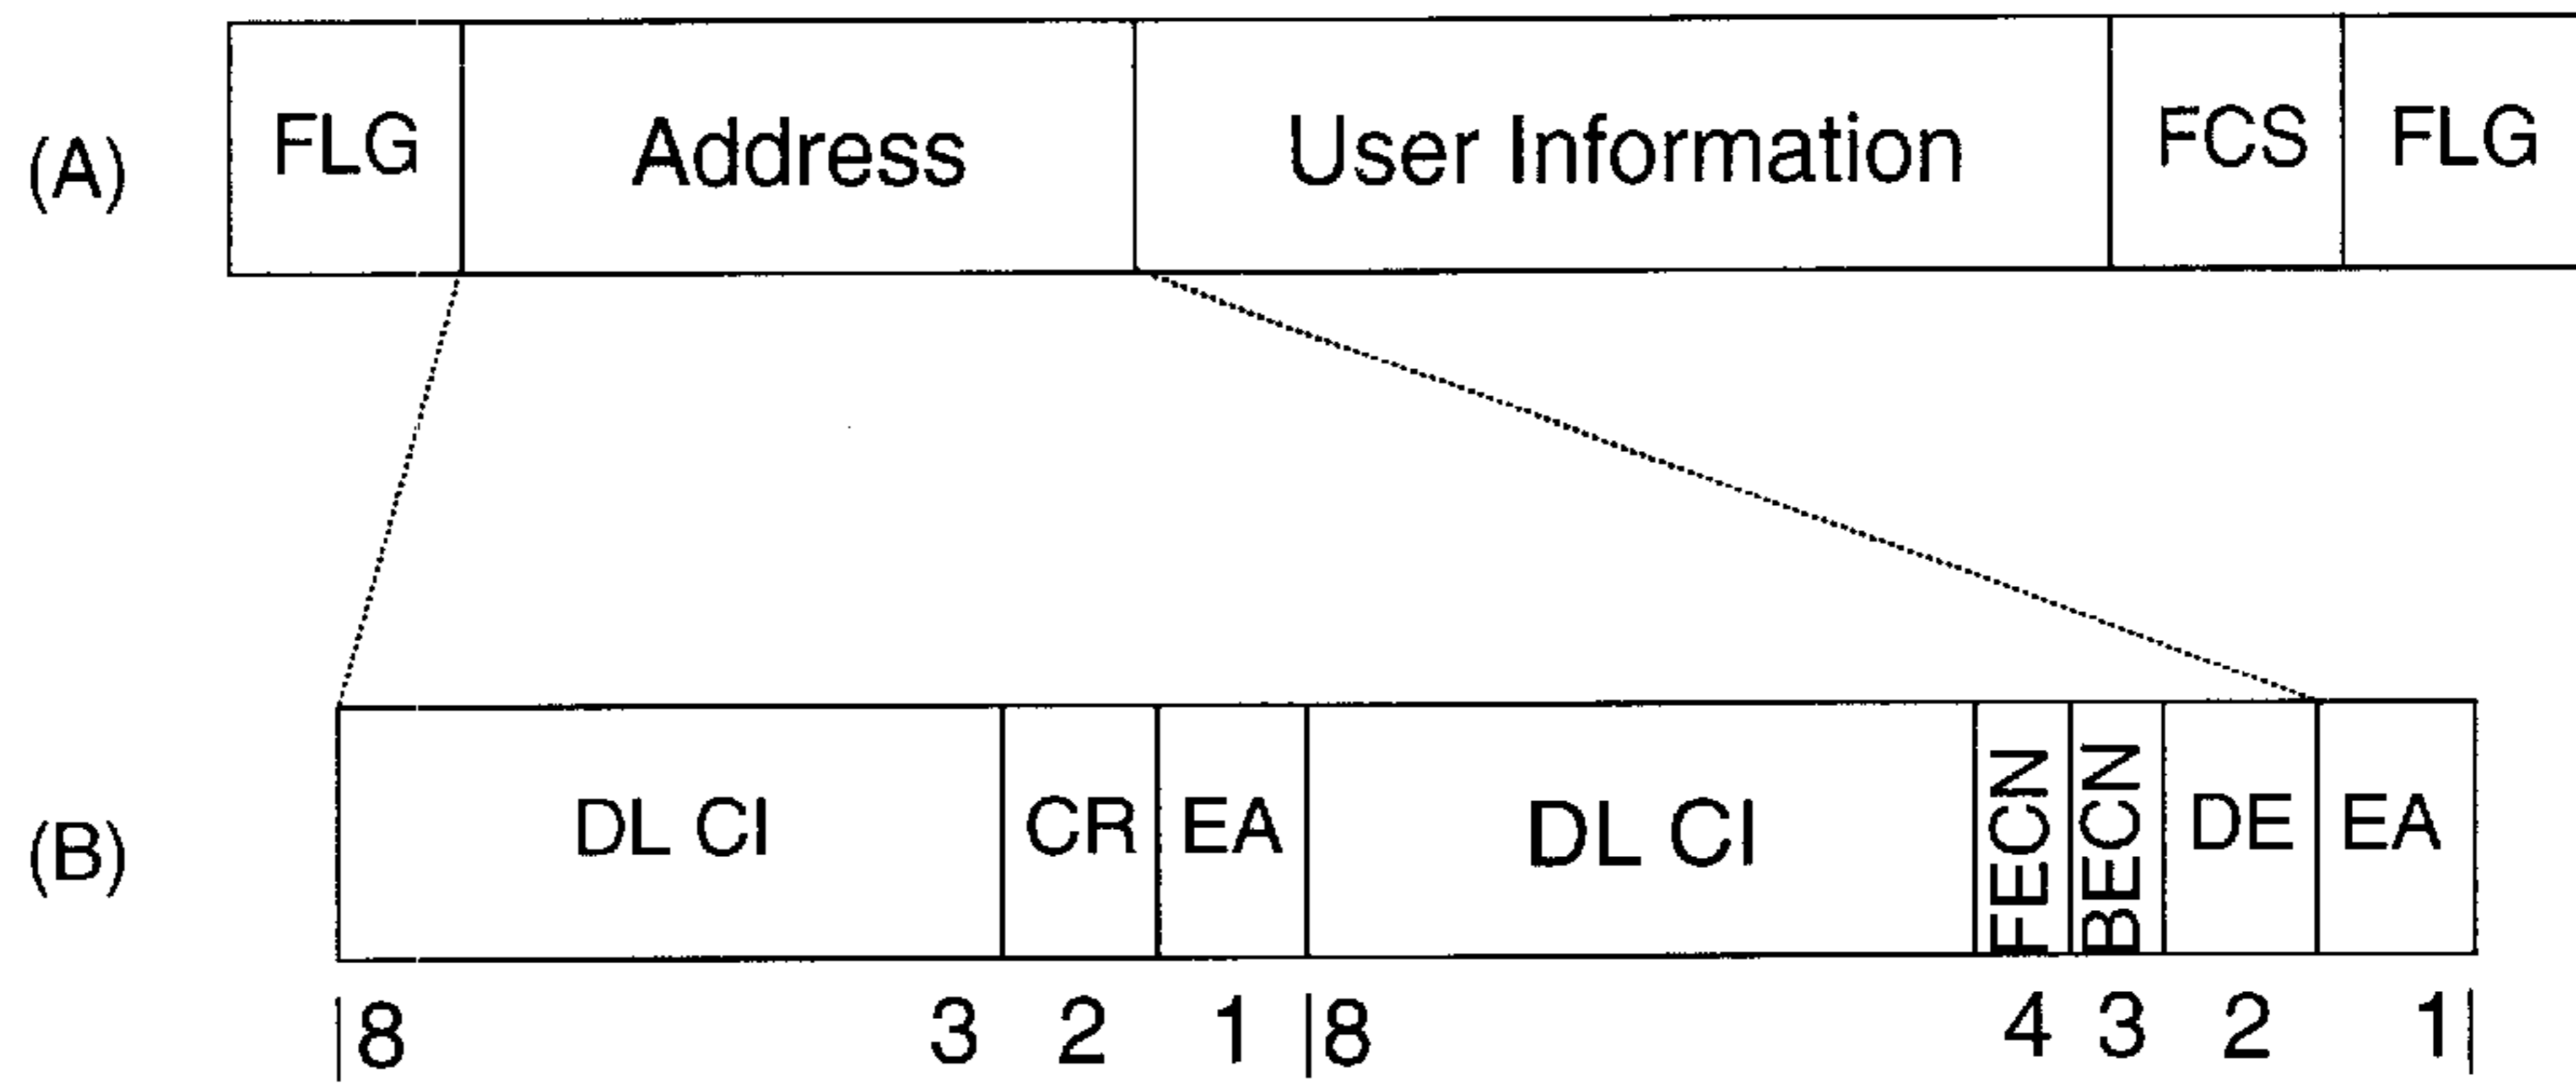 (A) FLG Address User Information FCS FLG
(B) DL CI CR EA DL CI FECN BECN DE EA
8 3 2 1 8 4 3 2 1